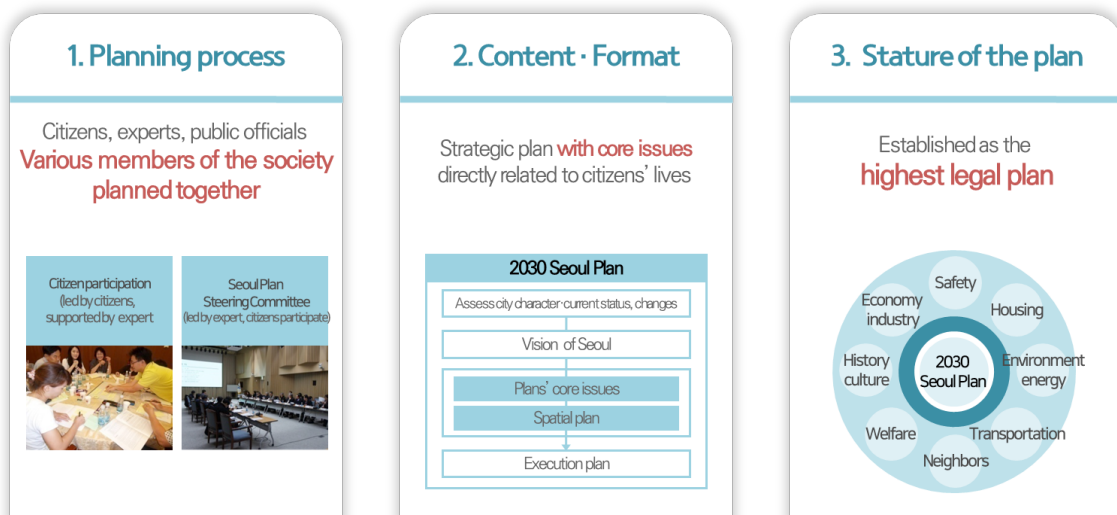 1. Planning process
Citizens, experts, public officials
Various members of the society
planned together
Citizen participation
(led by citizens,
supported by expert
Seoul Plan
Steering Committee
(led by expert, citizens participate)
2. Content · Format
Strategic plan with core issues
directly related to citizens' lives
2030 Seoul Plan
Assess city character·current status, changes
Vision of Seoul
Plans' core issues
Spatial plan
Execution plan
3. Stature of the plan
Established as the
highest legal plan
Safety
Economy
industry
Housing
History
culture
2030
Seoul Plan
Environment
energy
Welfare
Transportation
Neighbors